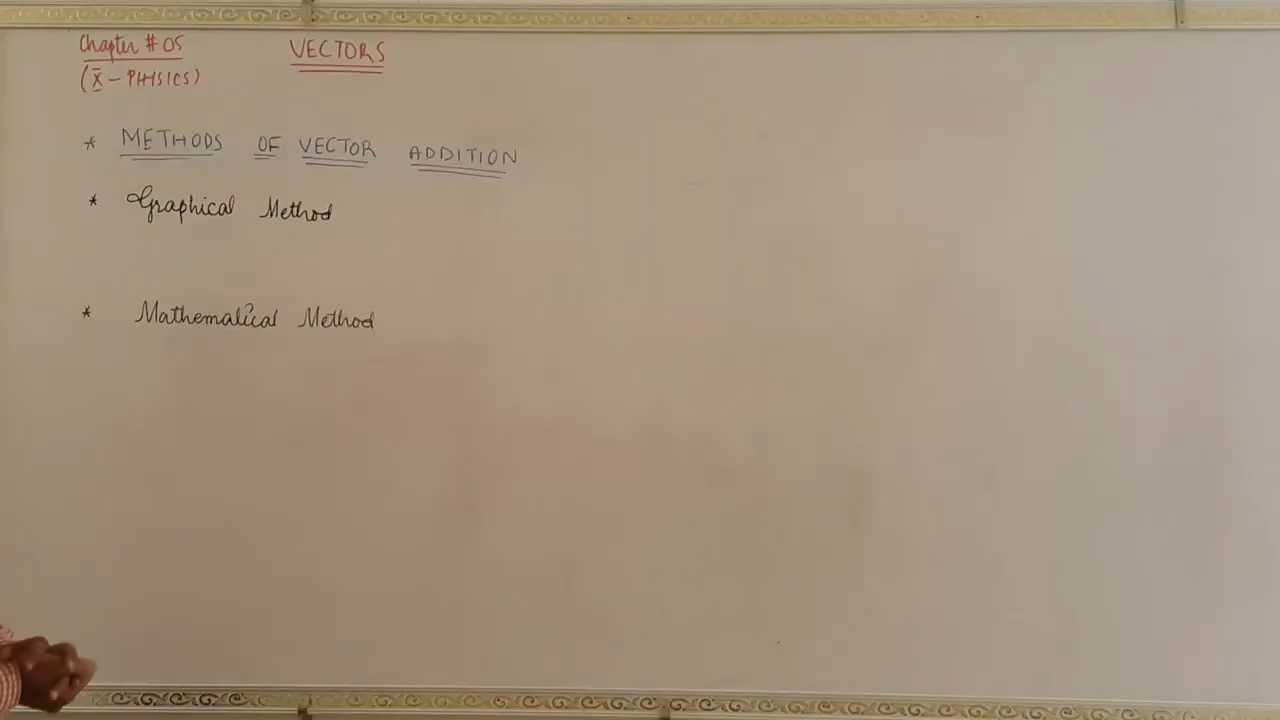 Chapter # 05 VECTORS
(X - PHYSICS)
* METHODS OF VECTOR ADDITION
* Graphical Method
* Mathematical Method